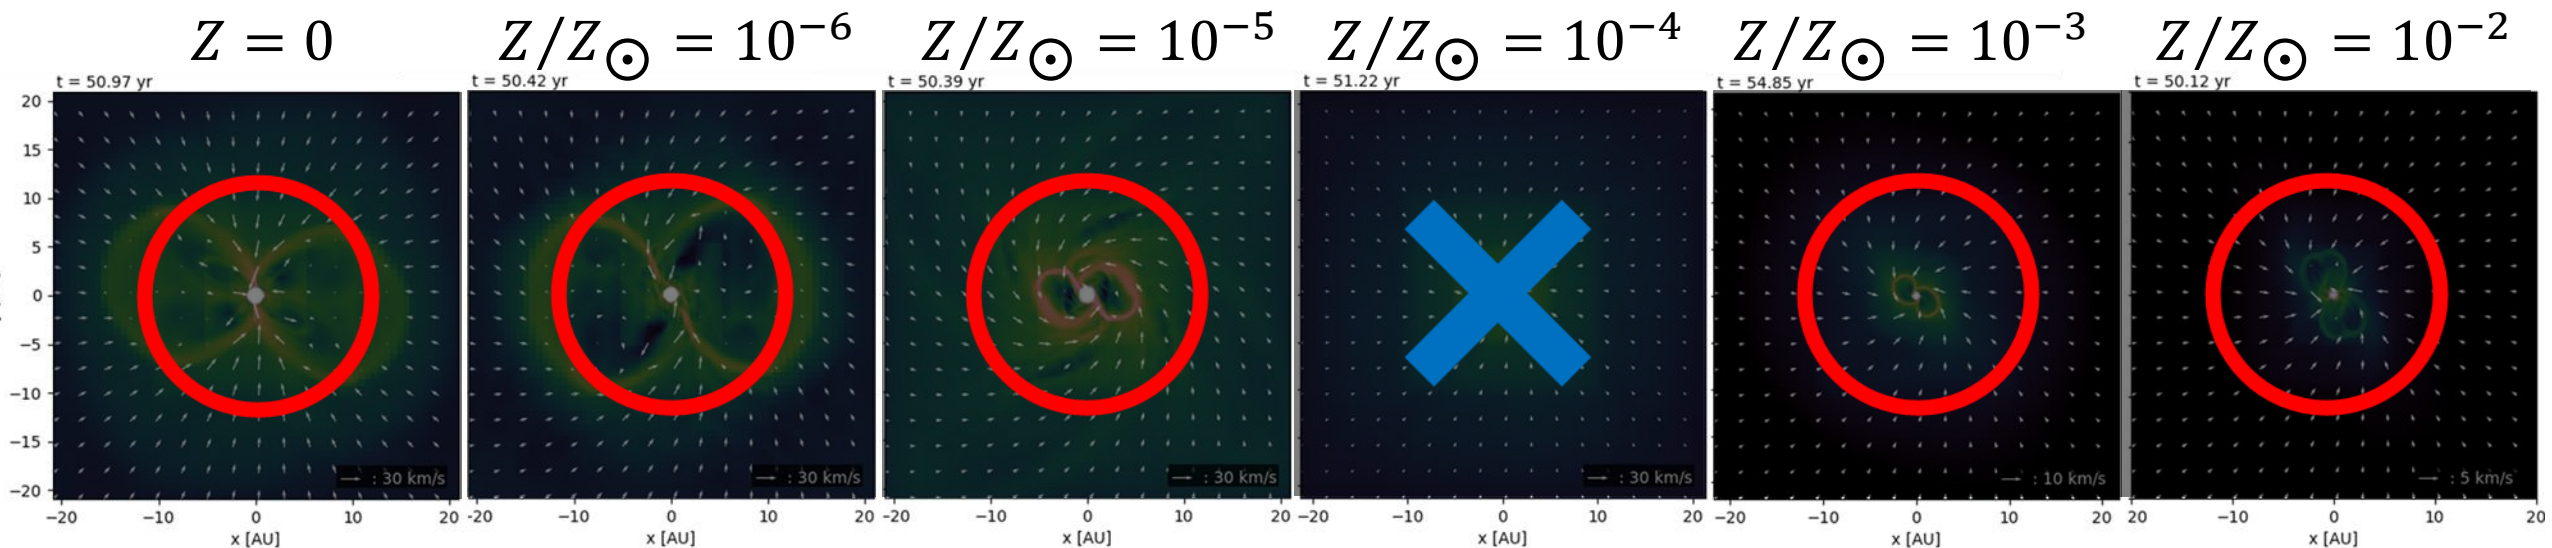 Z = 0
Z/Z☉ = 10⁻⁶
Z/Z☉ = 10⁻⁵
Z/Z☉ = 10⁻⁴
Z/Z☉ = 10⁻³
Z/Z☉ = 10⁻²
t = 50.97 yr
t = 50.42 yr
t = 50.39 yr
t = 51.22 yr
t = 54.85 yr
t = 50.12 yr
20
15
10
5
0
−5
−10
−15
−20
: 30 km/s
: 30 km/s
: 30 km/s
: 30 km/s
: 10 km/s
: 5 km/s
−20 −10 0 10 20
-20 −10 0 10 20
-20 −10 0 10 20
−10 0 10 20
−20 −10 0 10 20
20 −10 0 10 20
x [AU]
x [AU]
x [AU]
x [AU]
x [AU]
x [AU]